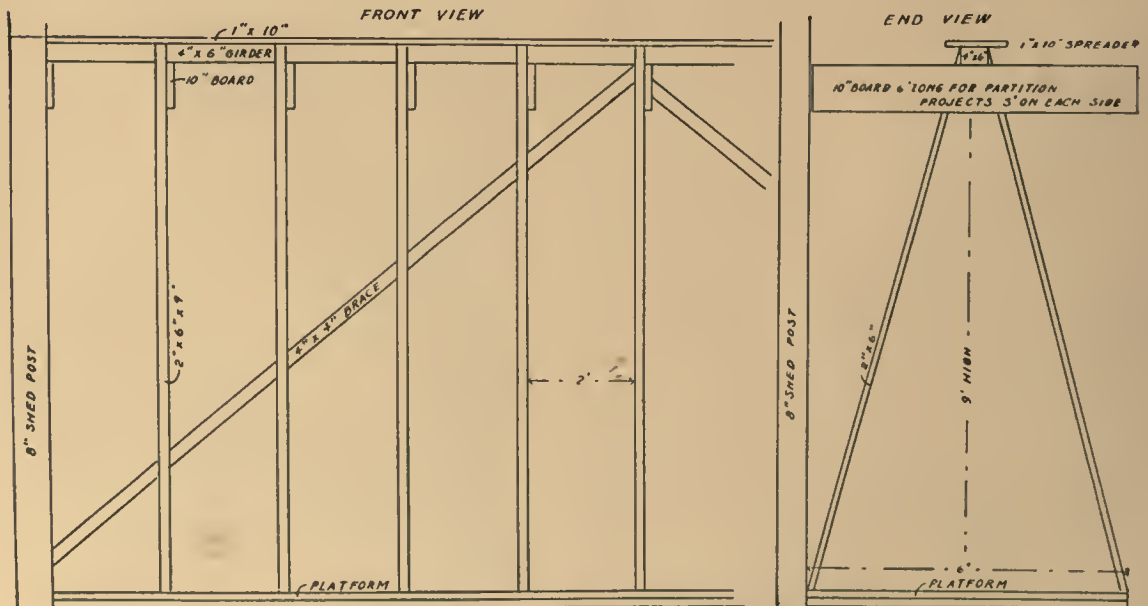 FRONT VIEW
1" X 10"
4" X 6" GIRDER
10" BOARD
2" X 6" X 9'
4" X 4" BRACE
2'
8" SHED POST
PLATFORM
END VIEW
1" X 10" SPREADER
4" X 6"
10" BOARD 6' LONG FOR PARTITION
PROJECTS 3' ON EACH SIDE
2" X 6"
9' HIGH
8" SHED POST
6'
PLATFORM